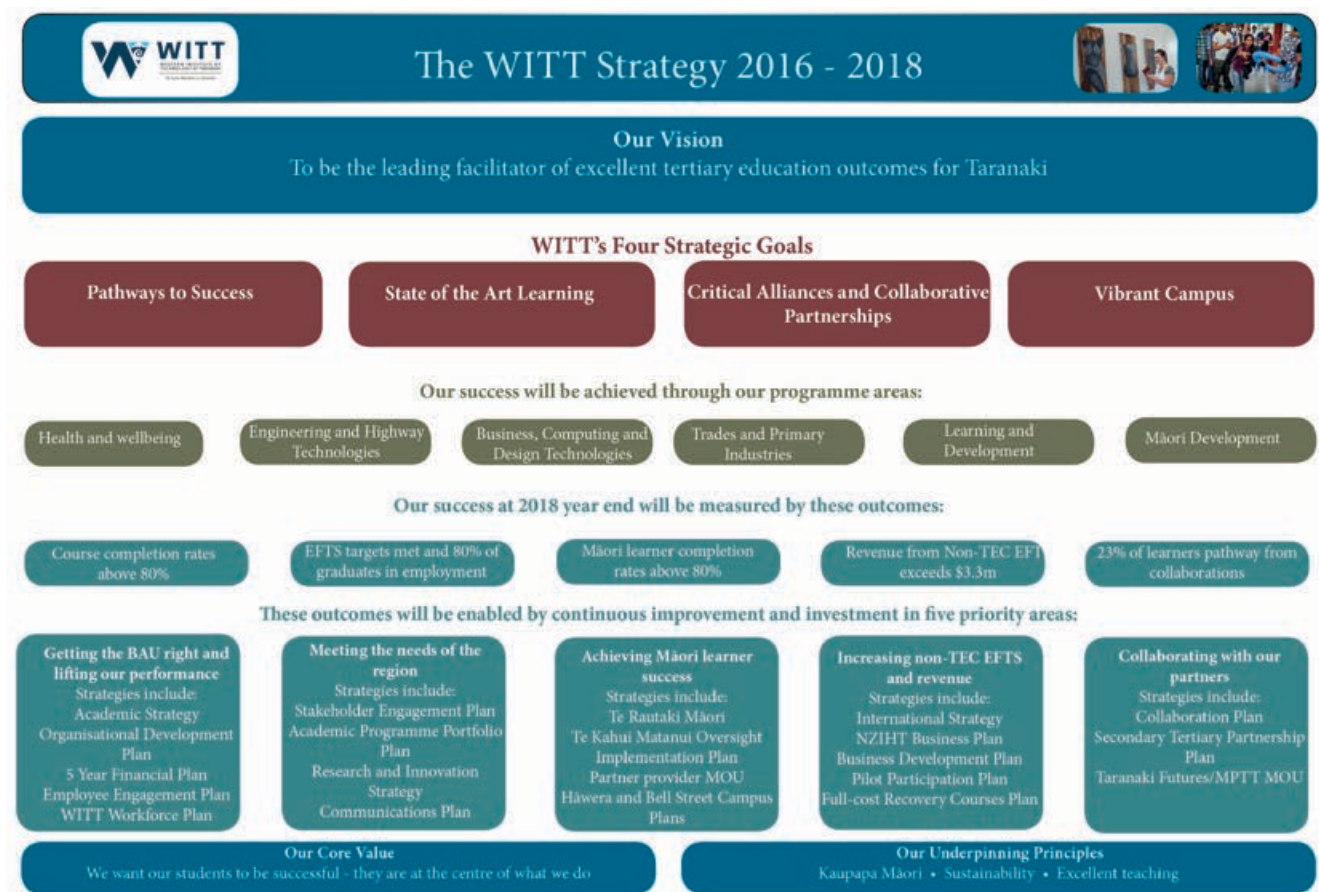 WITT
WESTERN INSTITUTE OF
TECHNOLOGY AT TARANAKI
The WITT Strategy 2016 - 2018
Our Vision
To be the leading facilitator of excellent tertiary education outcomes for Taranaki
WITT's Four Strategic Goals
Pathways to Success
State of the Art Learning
Critical Alliances and Collaborative
Partnerships
Vibrant Campus
Our success will be achieved through our programme areas:
Health and wellbeing
Engineering and Highway
Technologies
Business, Computing and
Design Technologies
Trades and Primary
Industries
Learning and
Development
Māori Development
Our success at 2018 year end will be measured by these outcomes:
Course completion rates
above 80%
EFTS targets met and 80% of
graduates in employment
Māori learner completion
rates above 80%
Revenue from Non-TEC EFT
exceeds $3.3m
23% of learners pathway from
collaborations
These outcomes will be enabled by continuous improvement and investment in five priority areas:
Getting the BAU right and
lifting our performance
Strategies include:
Academic Strategy
Organisational Development
Plan
5 Year Financial Plan
Employee Engagement Plan
WITT Workforce Plan
Meeting the needs of the
region
Strategies include:
Stakeholder Engagement Plan
Academic Programme Portfolio
Plan
Research and Innovation
Strategy
Communications Plan
Achieving Māori learner
success
Strategies include:
Te Rautaki Māori
Te Kahui Matanui Oversight
Implementation Plan
Partner provider MOU
Hāwera and Bell Street Campus
Plans
Increasing non-TEC EFTS
and revenue
Strategies include:
International Strategy
NZIHT Business Plan
Business Development Plan
Pilot Participation Plan
Full-cost Recovery Courses Plan
Collaborating with our
partners
Strategies include:
Collaboration Plan
Secondary Tertiary Partnership
Plan
Taranaki Futures/MPTT MOU
Our Core Value
We want our students to be successful - they are at the centre of what we do
Our Underpinning Principles
Kaupapa Māori • Sustainability • Excellent teaching